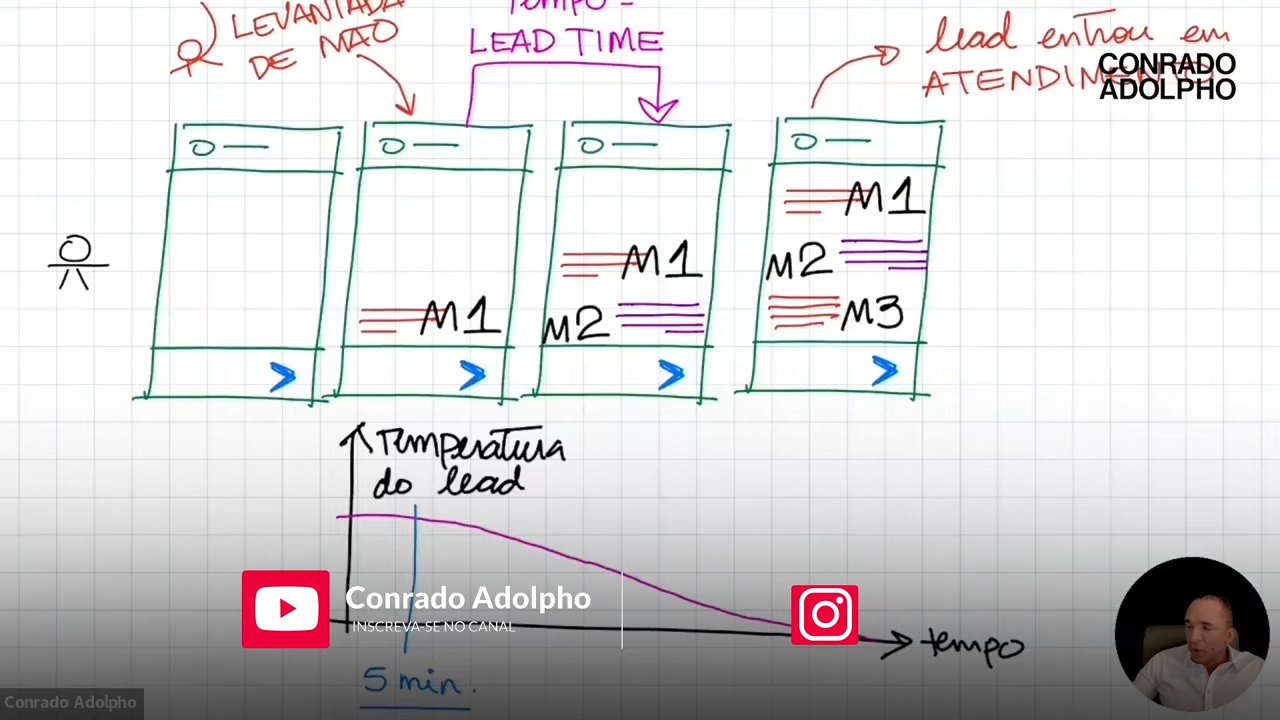 LEVANTADA
DE MÃO
Tempo =
LEAD TIME
lead entrou em
ATENDIMENTO
CONRADO
ADOLPHO
M1
M1
M2
M1
M2
M3
Temperatura
do lead
Conrado Adolpho
INSCREVA-SE NO CANAL
tempo
5 min.
Conrado Adolpho